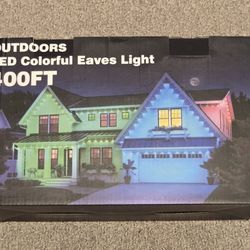 OUTDOORS
LED Colorful Eaves Light
400FT